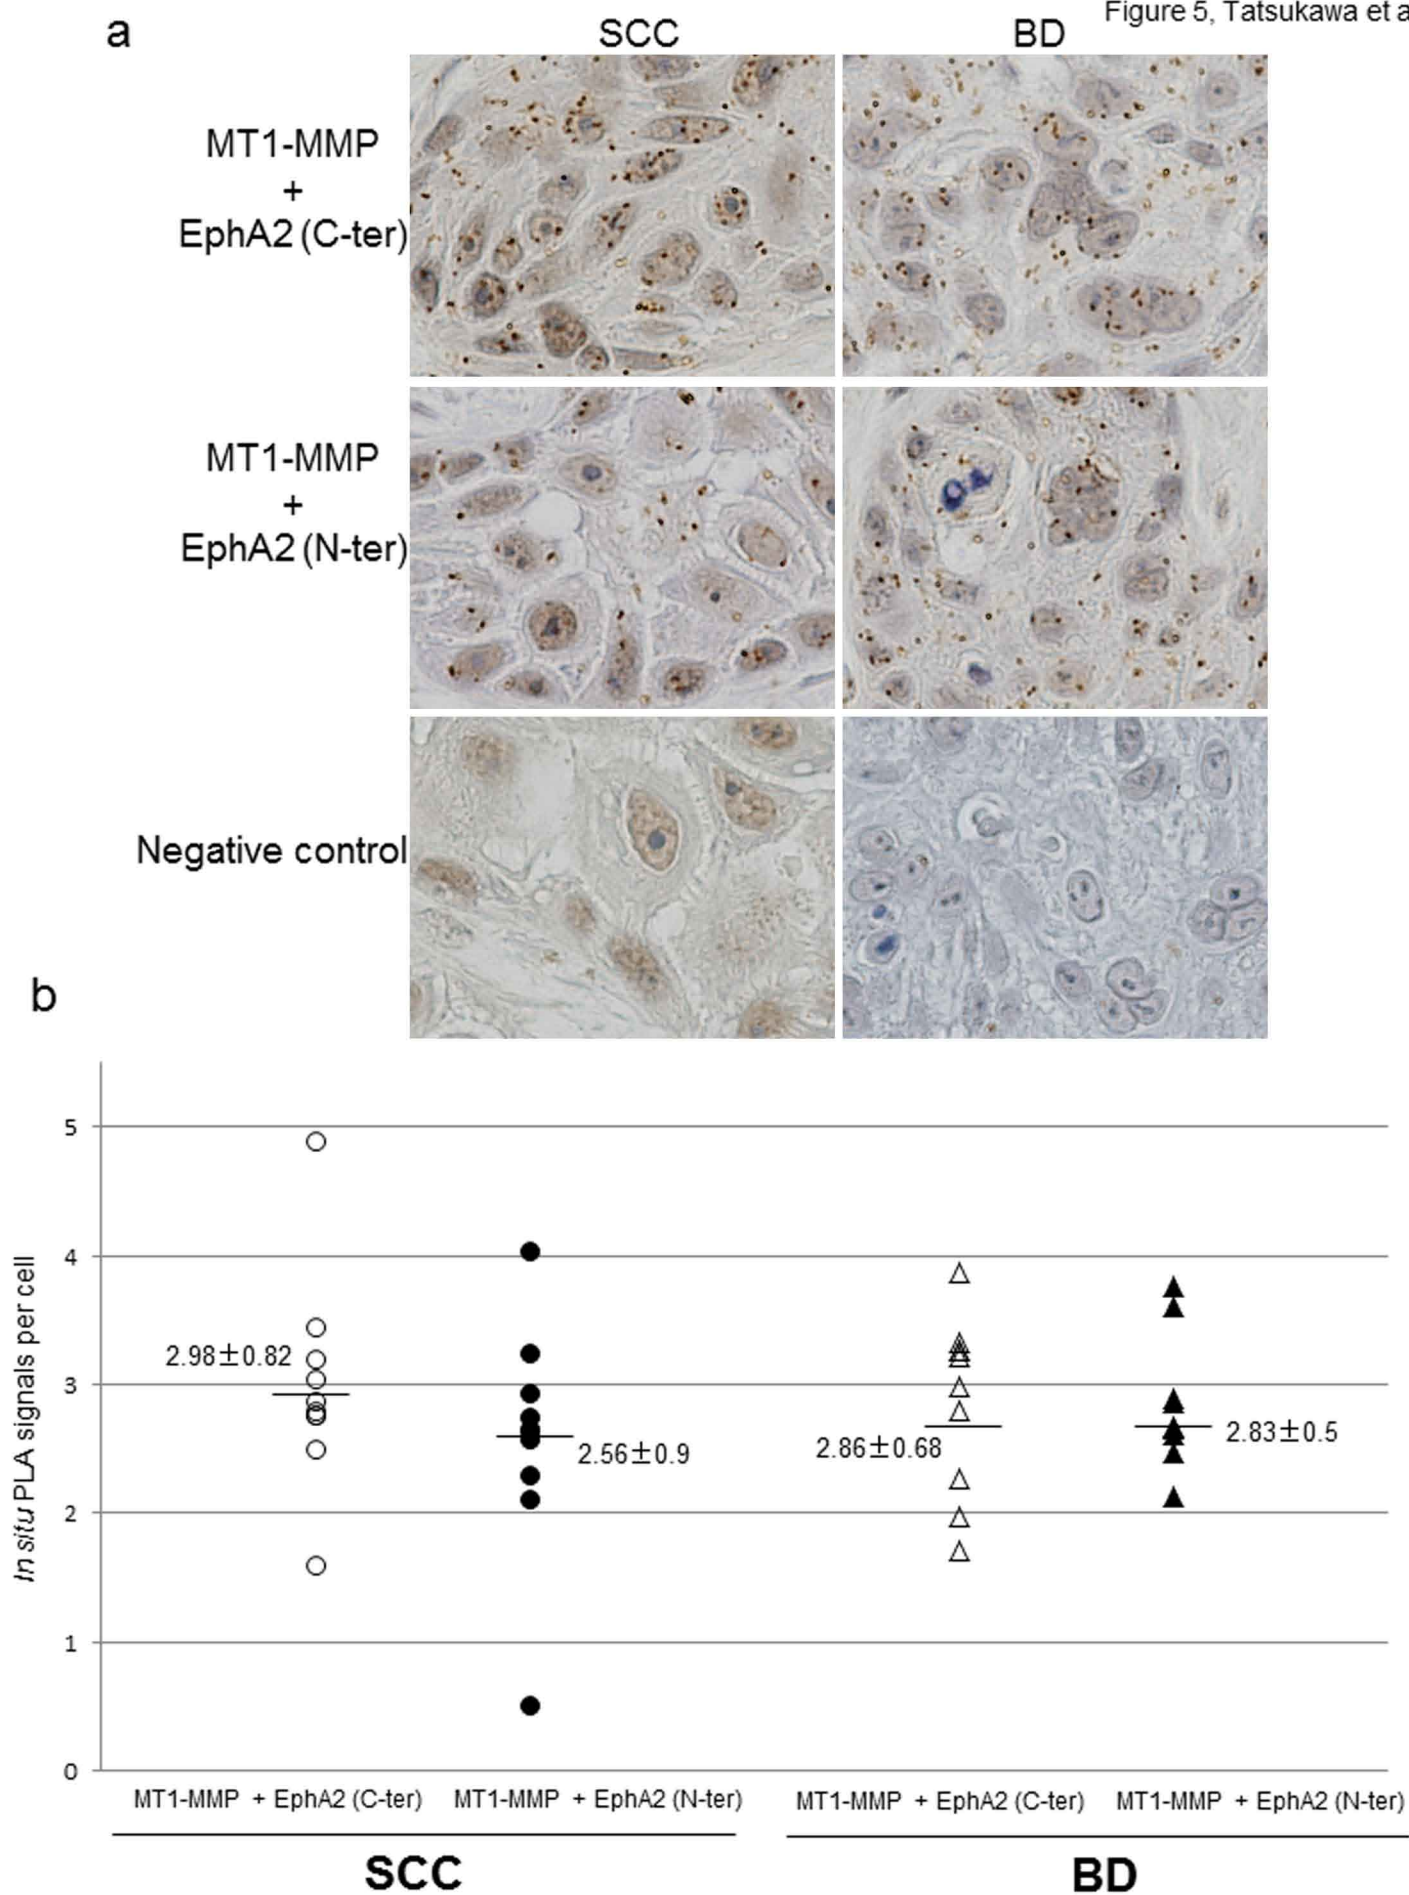 Figure 5, Tatsukawa et a
a
SCC
BD
MT1-MMP
+
EphA2 (C-ter)
MT1-MMP
+
EphA2 (N-ter)
Negative control
b
In situ PLA signals per cell
5
4
3
2
1
0
2.98±0.82
2.56±0.9
2.86±0.68
2.83±0.5
MT1-MMP + EphA2 (C-ter)
MT1-MMP + EphA2 (N-ter)
MT1-MMP + EphA2 (C-ter)
MT1-MMP + EphA2 (N-ter)
SCC
BD